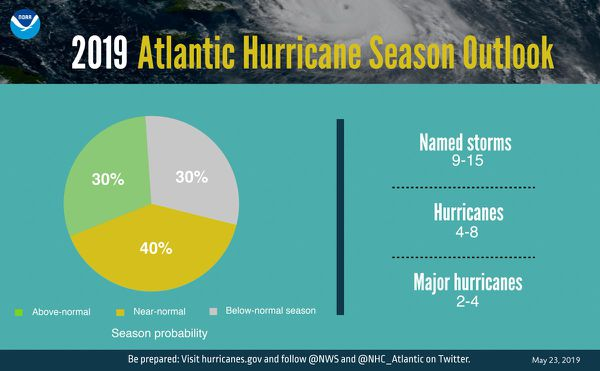 NOAA
2019 Atlantic Hurricane Season Outlook
30%
30%
40%
Above-normal
Near-normal
Below-normal season
Season probability
Named storms
9-15
Hurricanes
4-8
Major hurricanes
2-4
Be prepared: Visit hurricanes.gov and follow @NWS and @NHC_Atlantic on Twitter.
May 23, 2019